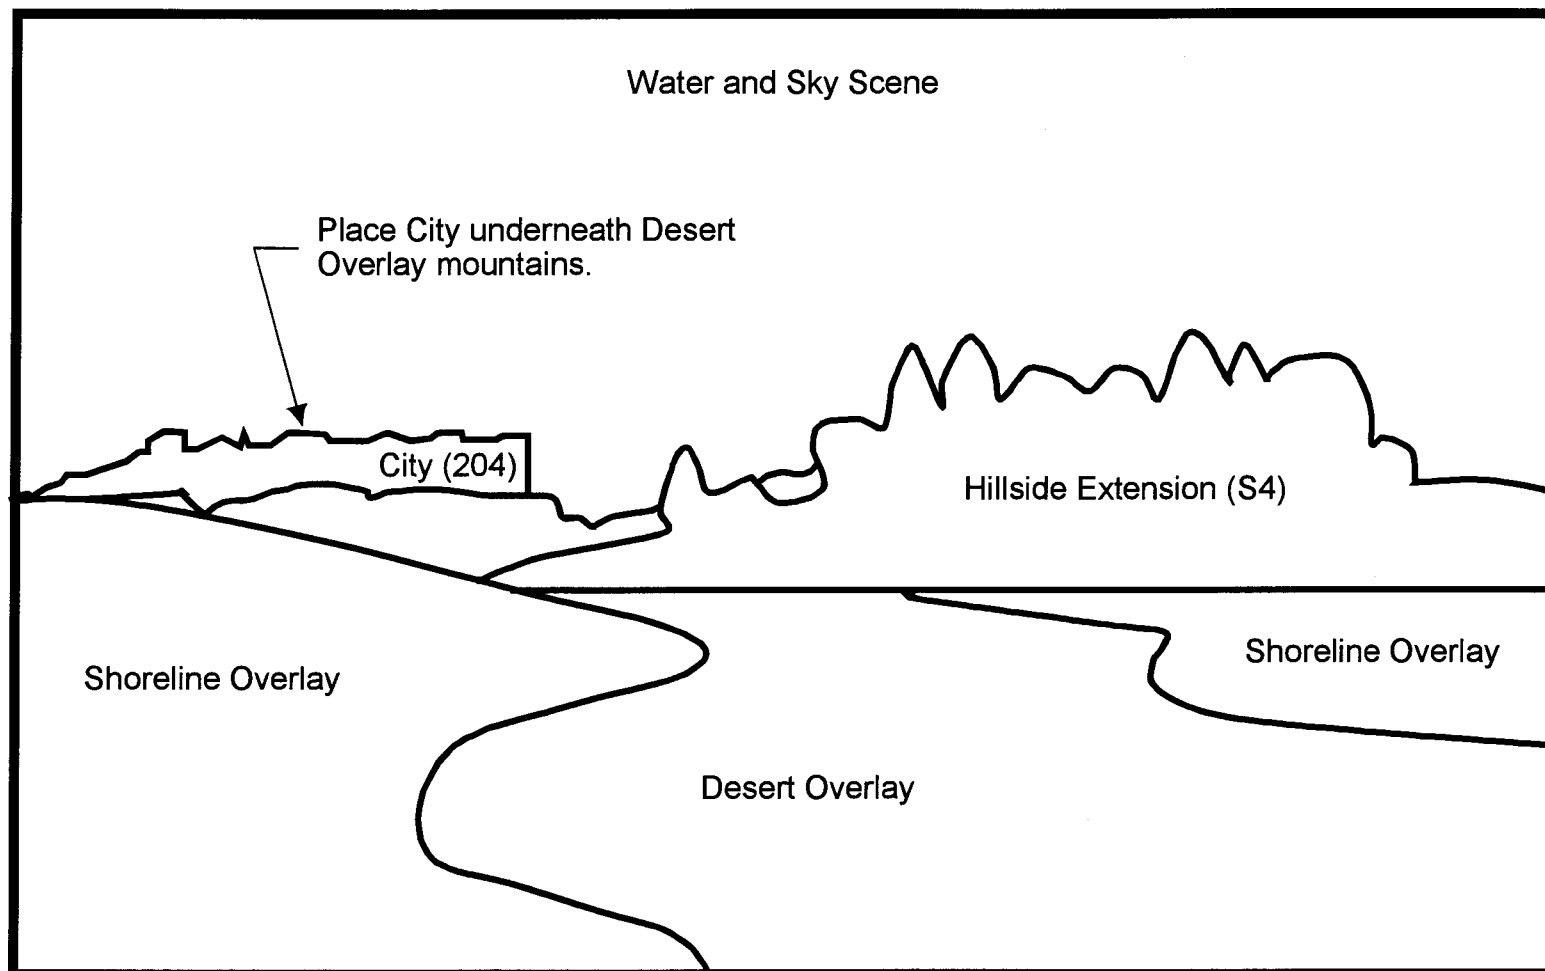 Water and Sky Scene
Place City underneath Desert
Overlay mountains.
City (204)
Hillside Extension (S4)
Shoreline Overlay
Shoreline Overlay
Desert Overlay